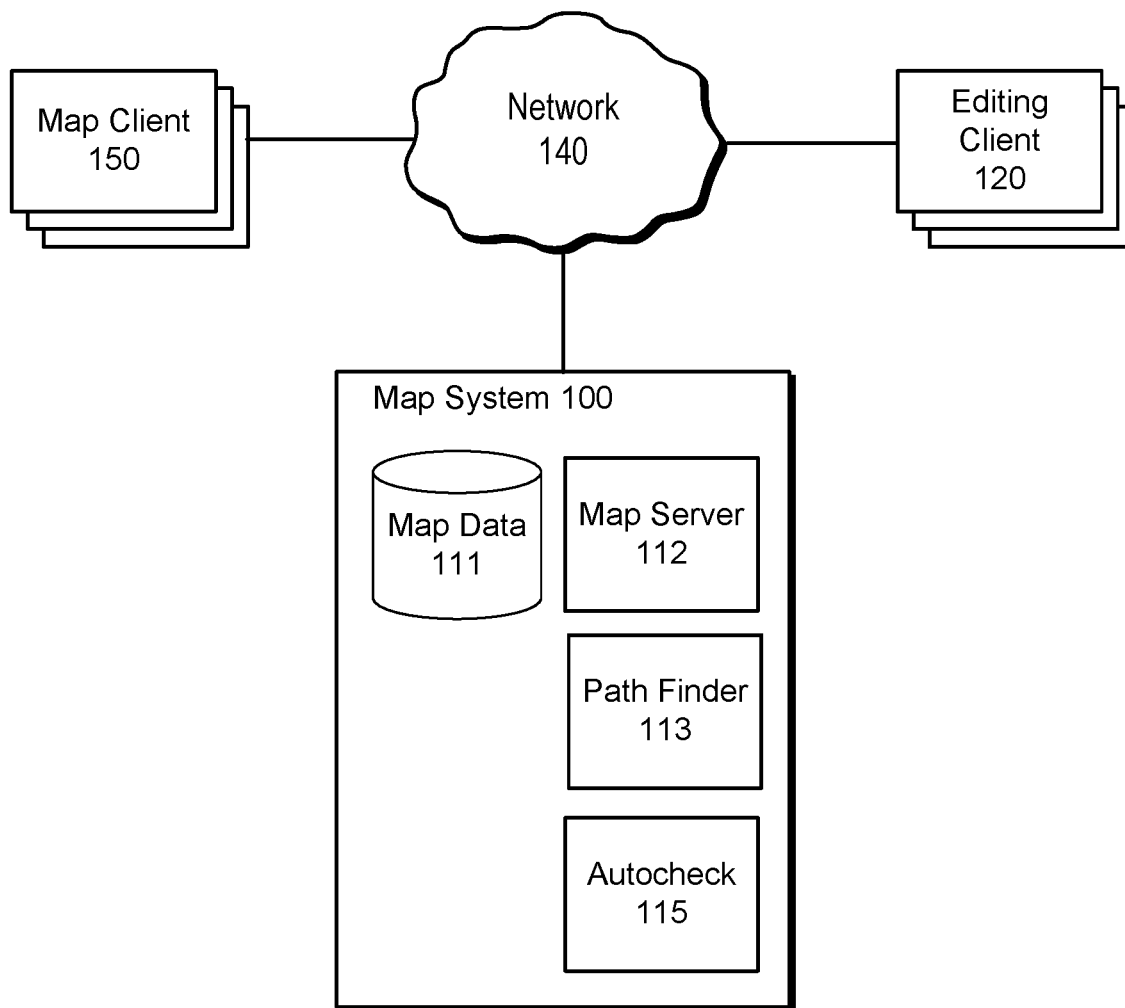 Map Client
150
Network
140
Editing
Client
120
Map System 100
Map Data
111
Map Server
112
Path Finder
113
Autocheck
115